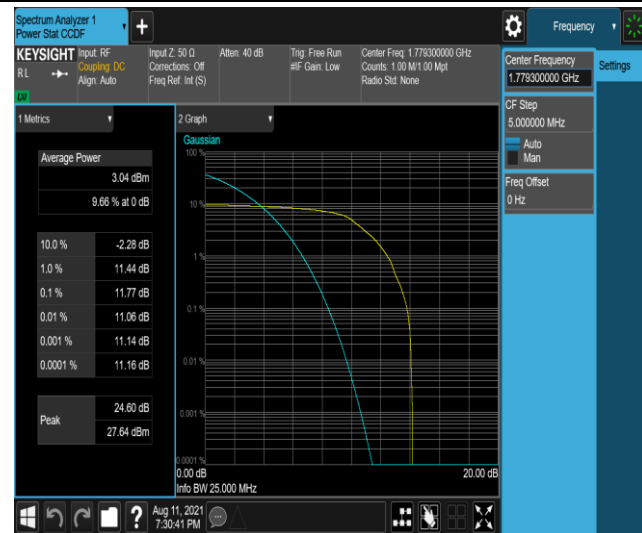 Spectrum Analyzer 1
Power Stat CCDF
Frequency
KEYSIGHT
RL
Input: RF
Coupling: DC
Align: Auto
Input Z: 50 Ω
Corrections: Off
Freq Ref: Int (S)
Atten: 40 dB
Trig: Free Run
#IF Gain: Low
Center Freq: 1.779300000 GHz
Counts: 1.00 M/1.00 Mpt
Radio Std: None
Center Frequency
1.779300000 GHz
Settings
CF Step
5.000000 MHz
Auto
Man
Freq Offset
0 Hz
1 Metrics
Average Power
3.04 dBm
9.66 % at 0 dB
10.0 % -2.28 dB
1.0 % 11.44 dB
0.1 % 11.77 dB
0.01 % 11.06 dB
0.001 % 11.14 dB
0.0001 % 11.16 dB
Peak
24.60 dB
27.64 dBm
2 Graph
Gaussian
100 %
10 %
1 %
0.1 %
0.01 %
0.001 %
0.0001 %
0.00 dB
20.00 dB
Info BW 25.000 MHz
?
Aug 11, 2021
7:30:41 PM